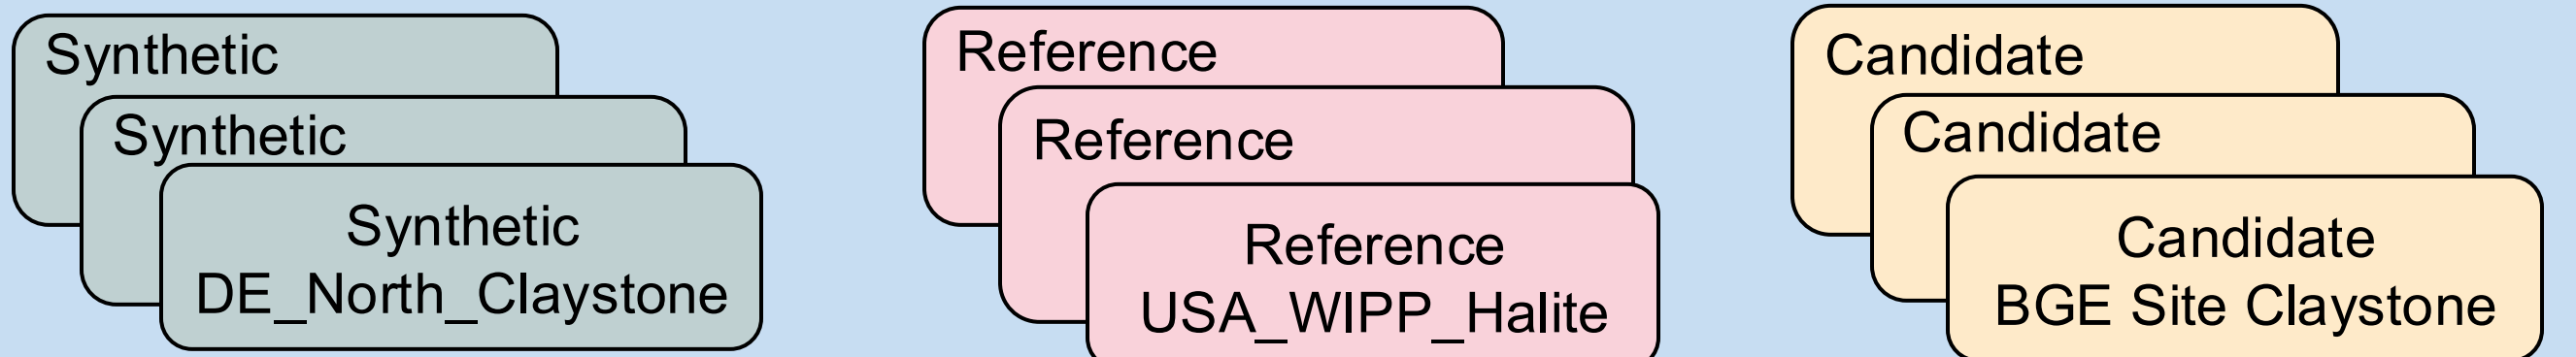 Synthetic
Synthetic
Synthetic
DE_North_Claystone
Reference
Reference
Reference
USA_WIPP_Halite
Candidate
Candidate
Candidate
BGE Site Claystone